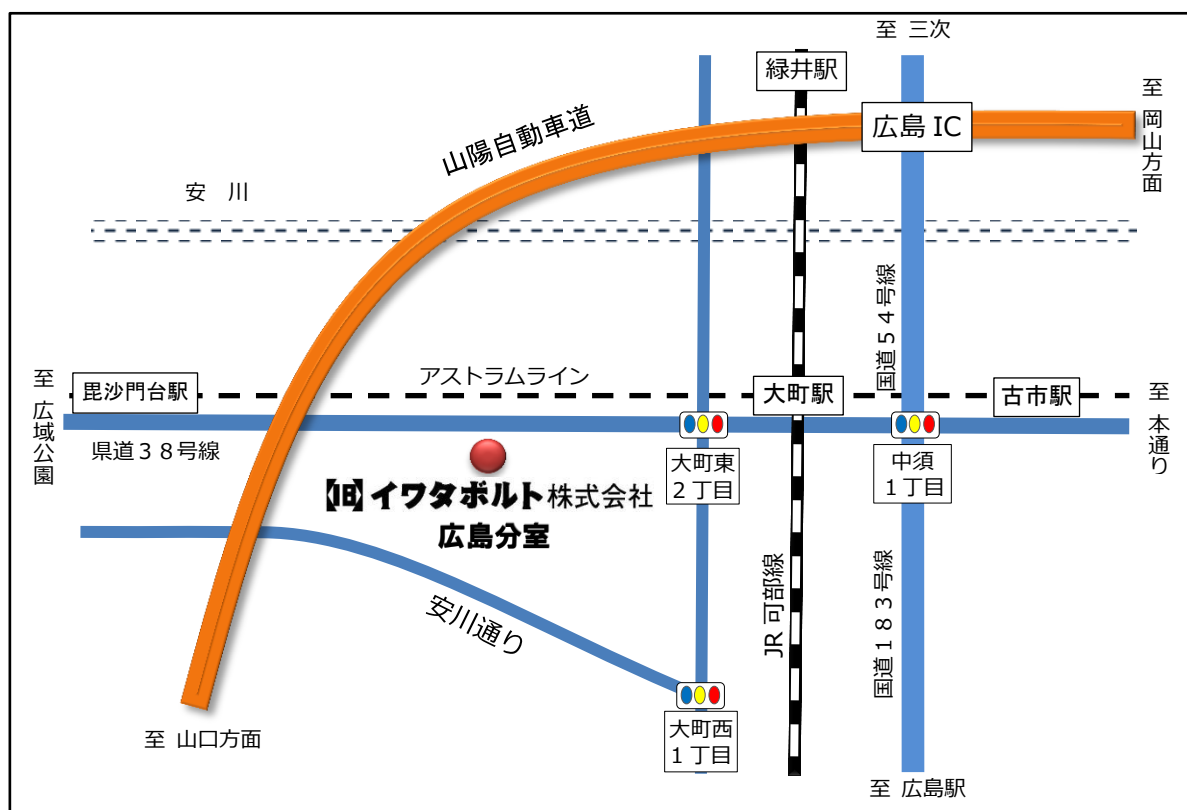 至 三次
緑井駅
至 岡山方面
広島 IC
山陽自動車道
安 川
国道５４号線
アストラムライン
至 広域公園
毘沙門台駅
大町駅
古市駅
至 本通り
県道３８号線
大町東
２丁目
中須
１丁目
イワタボルト株式会社
広島分室
JR 可部線
国道１８３号線
安川通り
大町西
１丁目
至 山口方面
至 広島駅